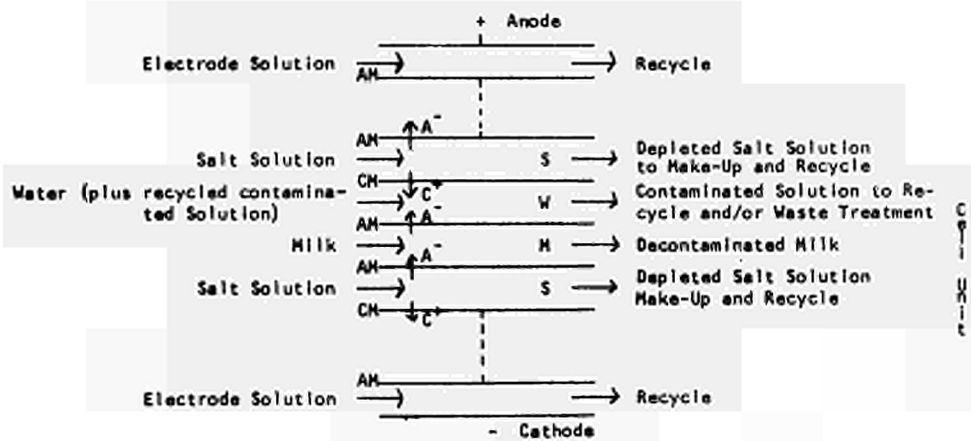 + Anode
Electrode Solution
Recycle
AM
AM
A⁻
Salt Solution
S
Depleted Salt Solution
to Make-Up and Recycle
CM
C⁺
Water (plus recycled contamina-
ted Solution)
W
Contaminated Solution to Re-
cycle and/or Waste Treatment
A⁻
AM
Milk
M
Decontaminated Milk
A⁻
AM
Salt Solution
S
Depleted Salt Solution
Make-Up and Recycle
CM
C⁺
Cell Unit
AM
Electrode Solution
Recycle
- Cathode